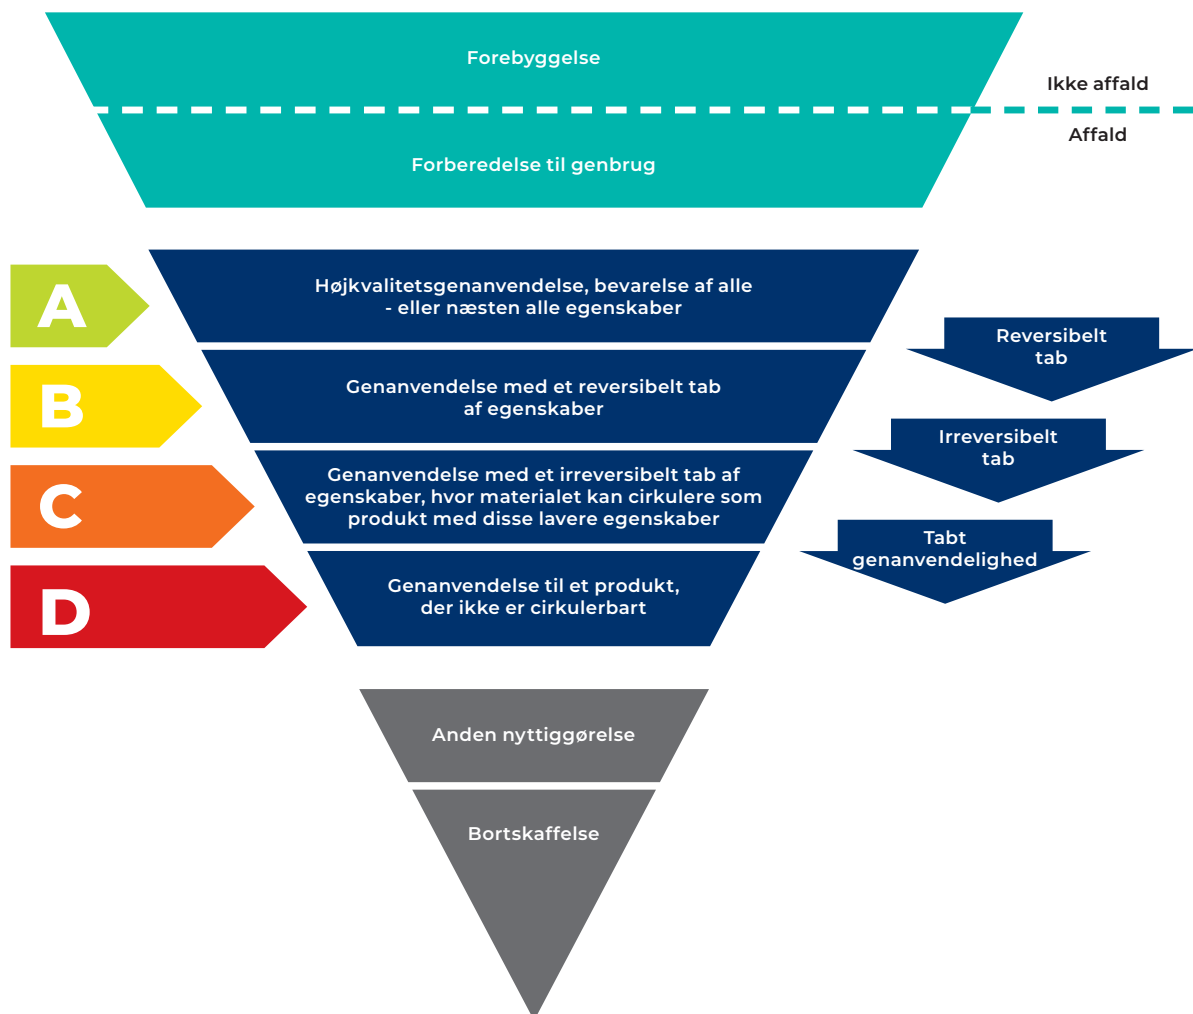 Forebyggelse
Ikke affald
Affald
Forberedelse til genbrug
A
Højkvalitetsgenanvendelse, bevarelse af alle
- eller næsten alle egenskaber
Reversibelt
tab
B
Genanvendelse med et reversibelt tab
af egenskaber
Irreversibelt
tab
C
Genanvendelse med et irreversibelt tab af
egenskaber, hvor materialet kan cirkulere som
produkt med disse lavere egenskaber
Tabt
genanvendelighed
D
Genanvendelse til et produkt,
der ikke er cirkulerbart
Anden nyttiggørelse
Bortskaffelse